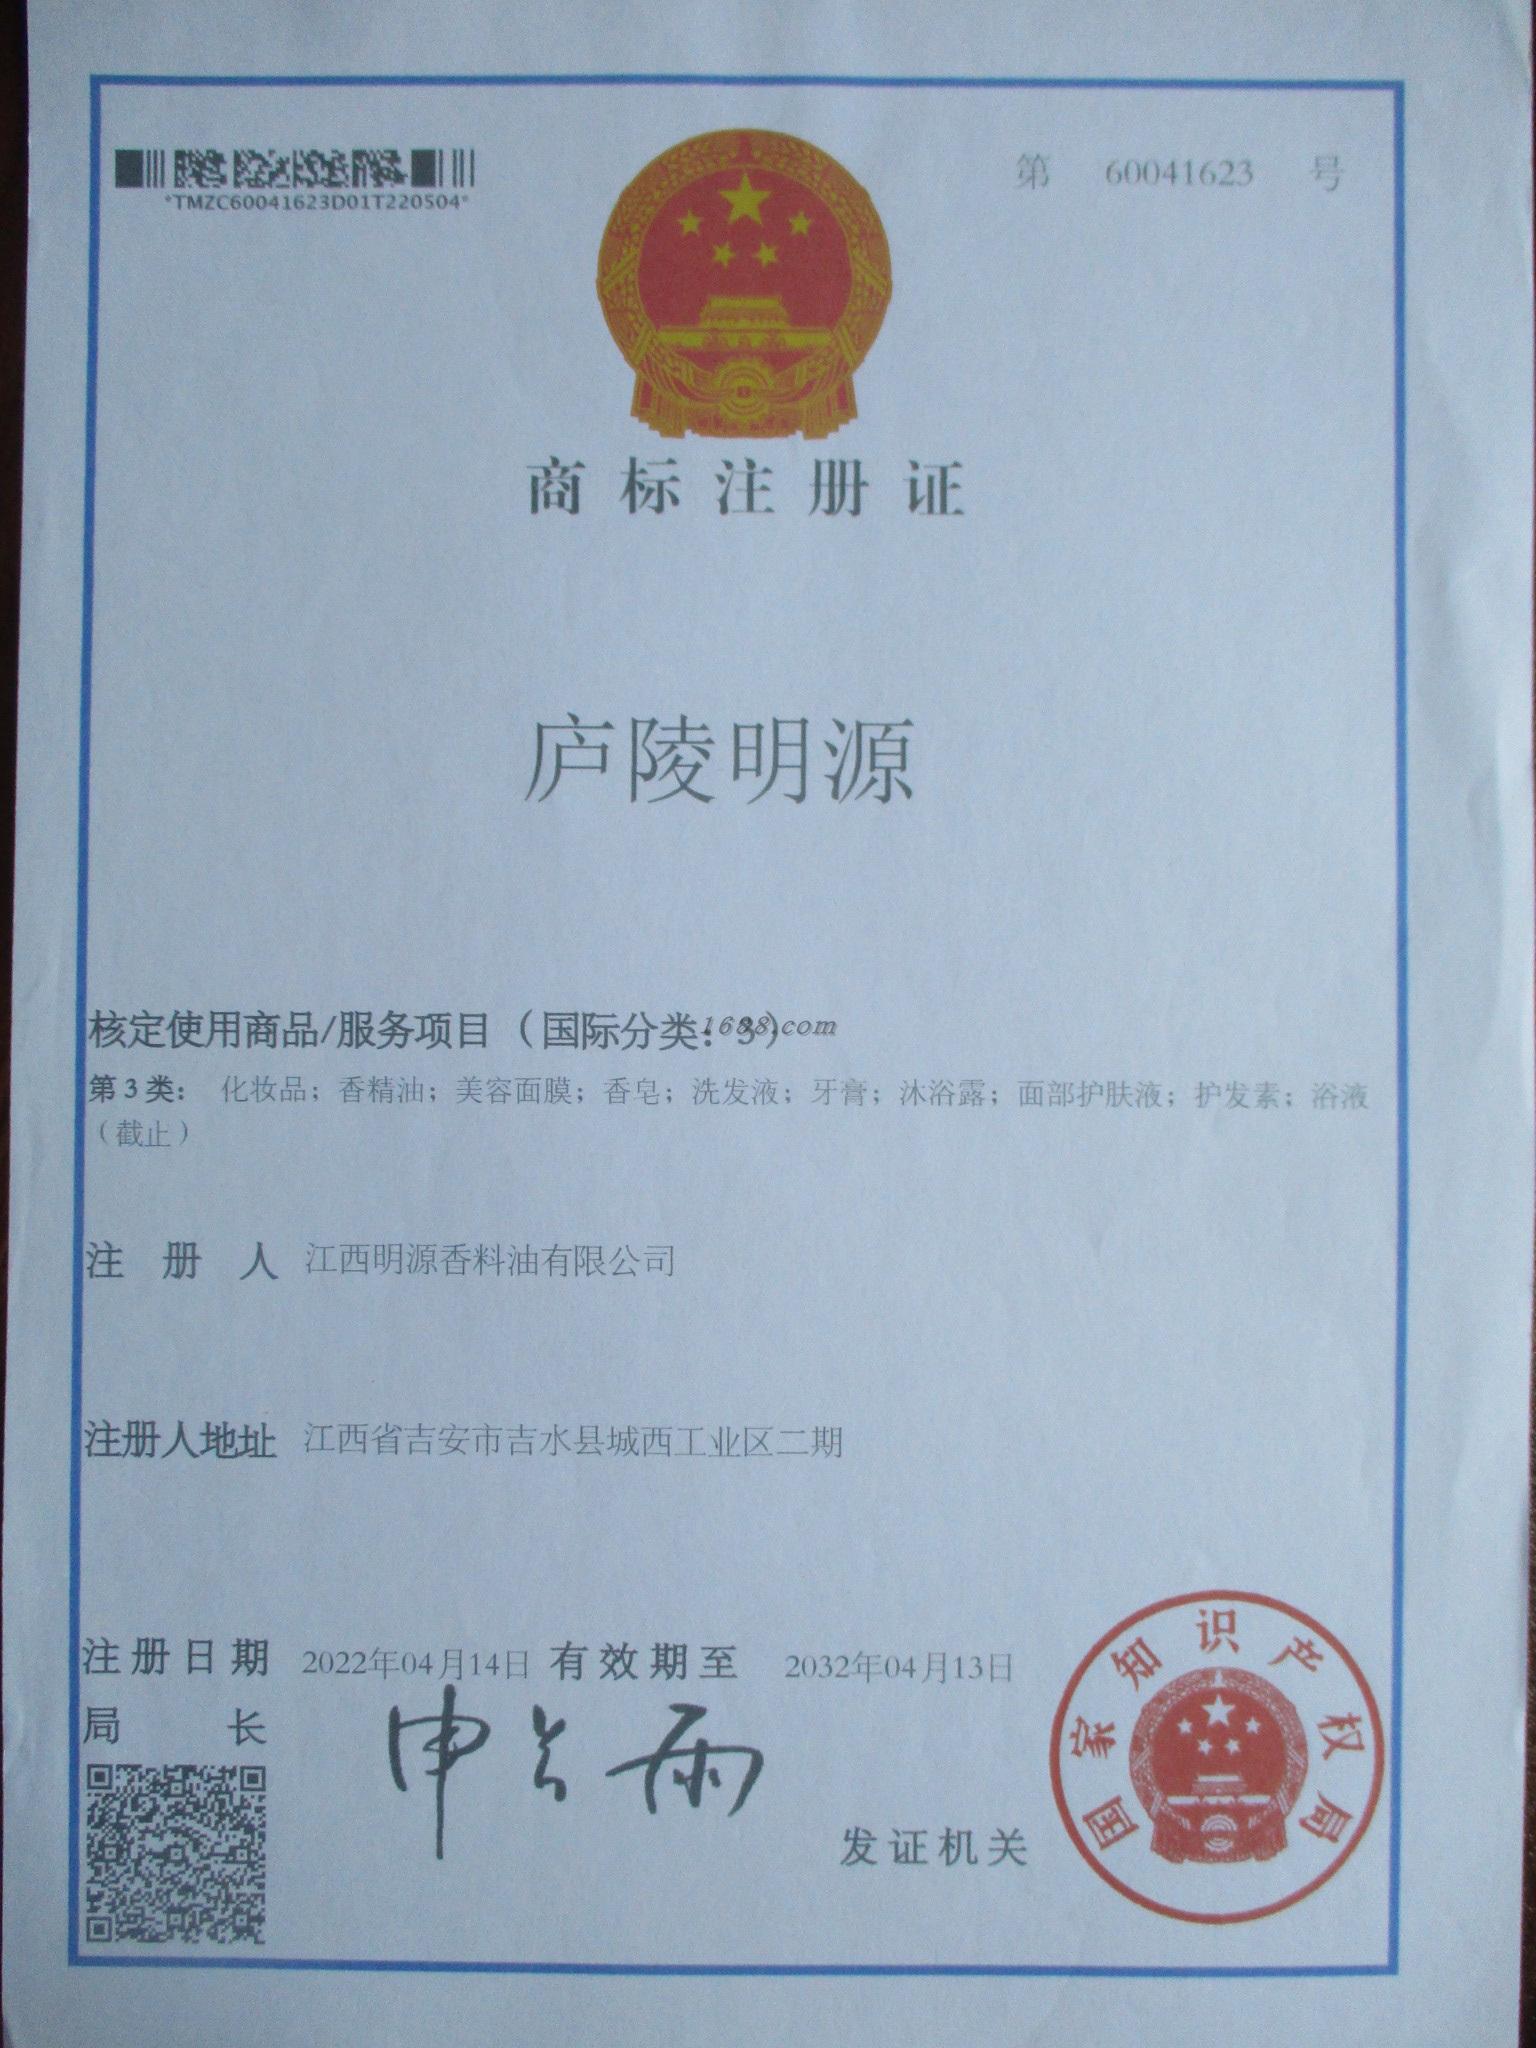 *TMZC60041623D01T220504*
第 60041623 号
商标注册证
庐陵明源
核定使用商品/服务项目（国际分类：3）
1688.com
第3类： 化妆品；香精油；美容面膜；香皂；洗发液；牙膏；沐浴露；面部护肤液；护发素；浴液
（截止）
注册人 江西明源香料油有限公司
注册人地址 江西省吉安市吉水县城西工业区二期
注册日期 2022年04月14日 有效期至 2032年04月13日
局长 申长雨
发证机关
国家知识产权局